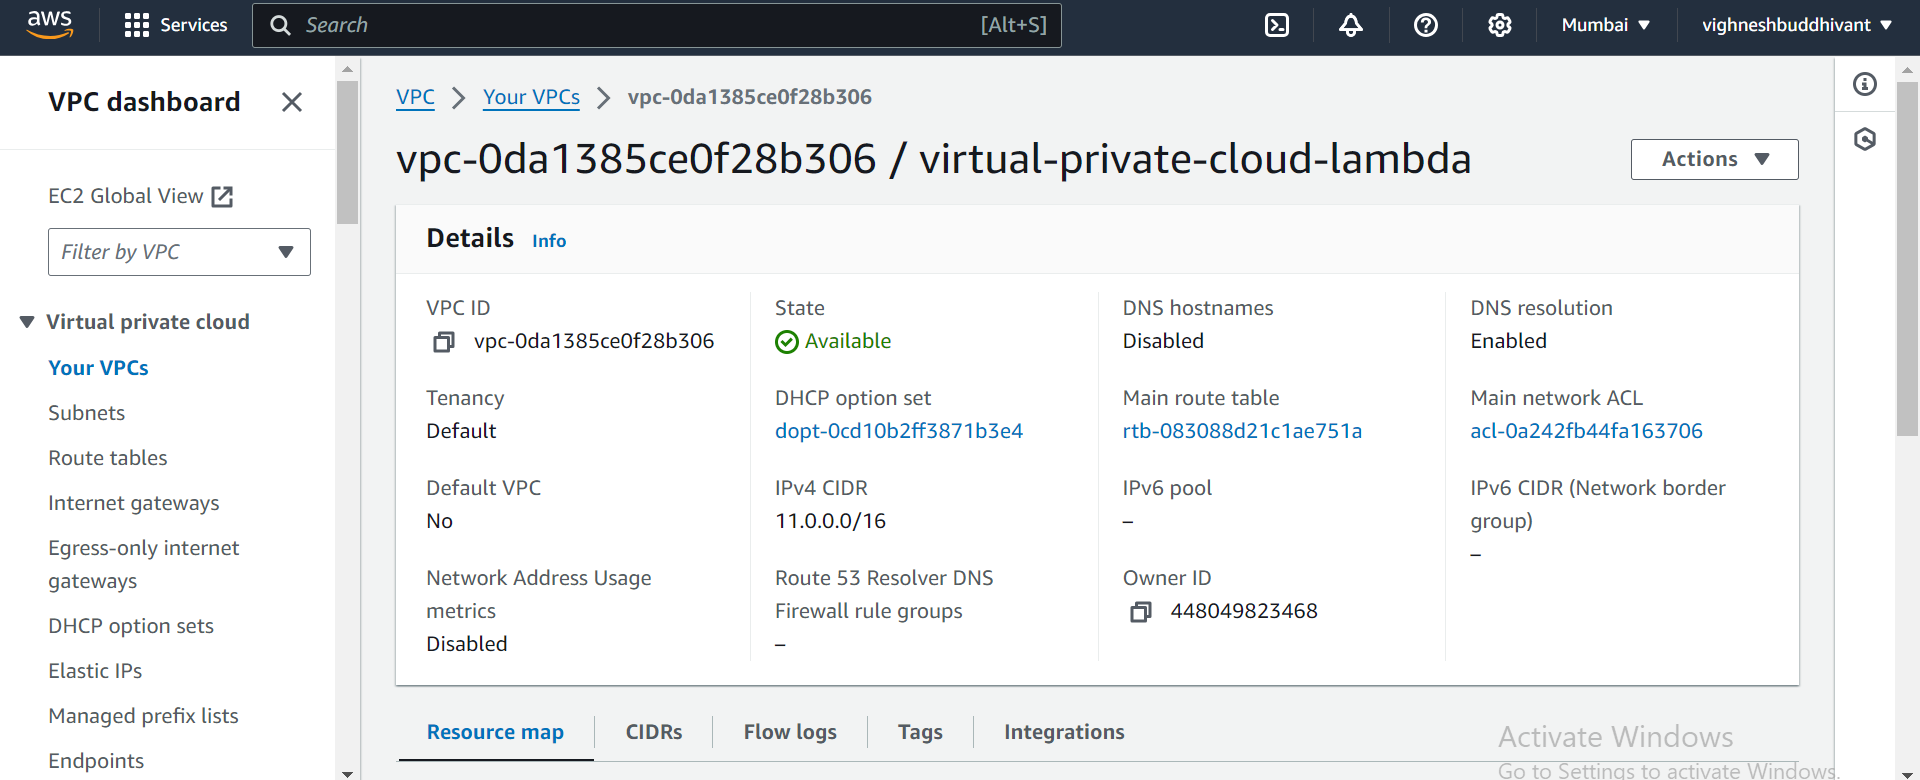 aws
Services
Search
[Alt+S]
Mumbai
vighneshbuddhivant
VPC dashboard
EC2 Global View
Filter by VPC
Virtual private cloud
Your VPCs
Subnets
Route tables
Internet gateways
Egress-only internet
gateways
DHCP option sets
Elastic IPs
Managed prefix lists
Endpoints
VPC
Your VPCs
vpc-0da1385ce0f28b306
vpc-0da1385ce0f28b306 / virtual-private-cloud-lambda
Actions
Details Info
VPC ID
vpc-0da1385ce0f28b306
State
Available
DNS hostnames
Disabled
DNS resolution
Enabled
Tenancy
Default
DHCP option set
dopt-0cd10b2ff3871b3e4
Main route table
rtb-083088d21c1ae751a
Main network ACL
acl-0a242fb44fa163706
Default VPC
No
IPv4 CIDR
11.0.0.0/16
IPv6 pool
–
IPv6 CIDR (Network border
group)
–
Network Address Usage
metrics
Disabled
Route 53 Resolver DNS
Firewall rule groups
–
Owner ID
448049823468
Resource map
CIDRs
Flow logs
Tags
Integrations
Activate Windows
Go to Settings to activate Windows.